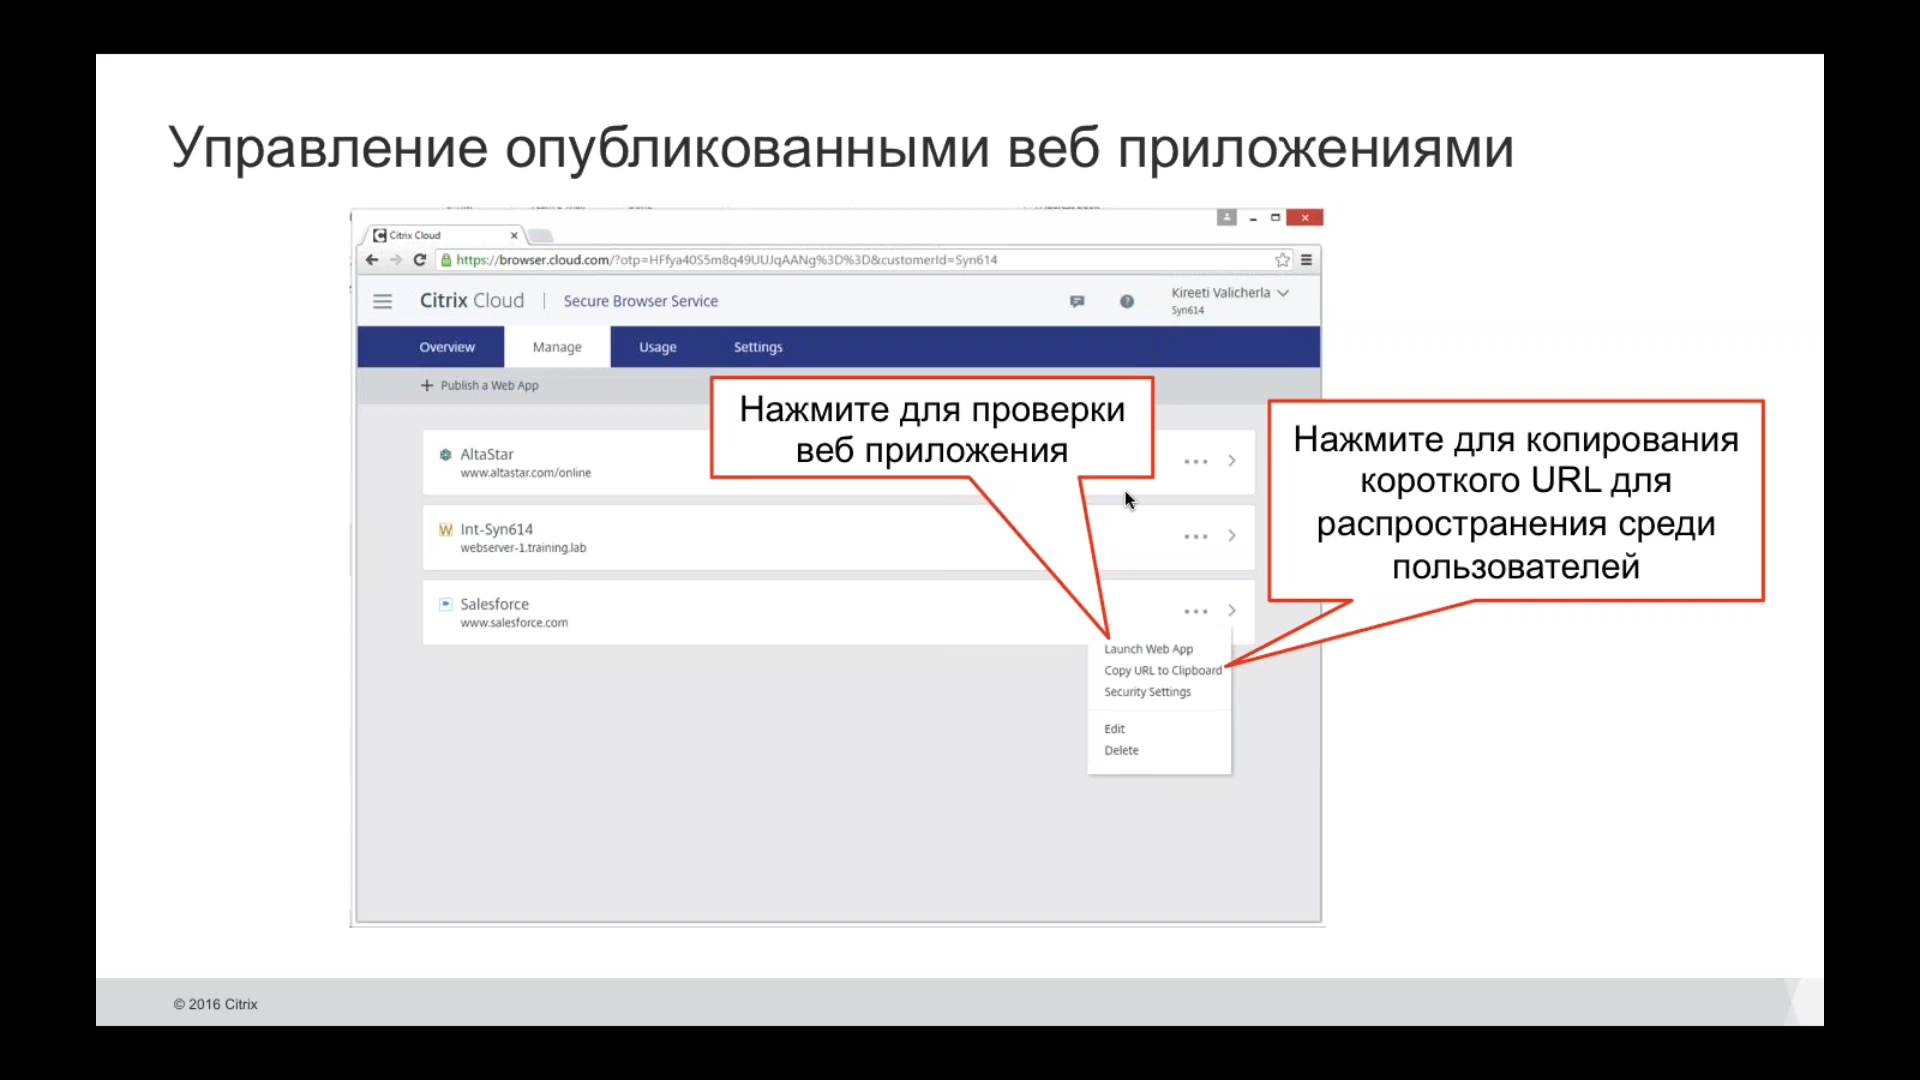 Управление опубликованными веб приложениями
Citrix Cloud
https://browser.cloud.com/?otp=HFfya40S5m8q49UUJqAANg%3D%3D&customerId=Syn614
Citrix Cloud | Secure Browser Service
Kireeti Valicherla
Syn614
Overview Manage Usage Settings
+ Publish a Web App
Нажмите для проверки
веб приложения
Нажмите для копирования
короткого URL для
распространения среди
пользователей
AltaStar
www.altastar.com/online
Int-Syn614
webserver-1.training.lab
Salesforce
www.salesforce.com
Launch Web App
Copy URL to Clipboard
Security Settings
Edit
Delete
© 2016 Citrix